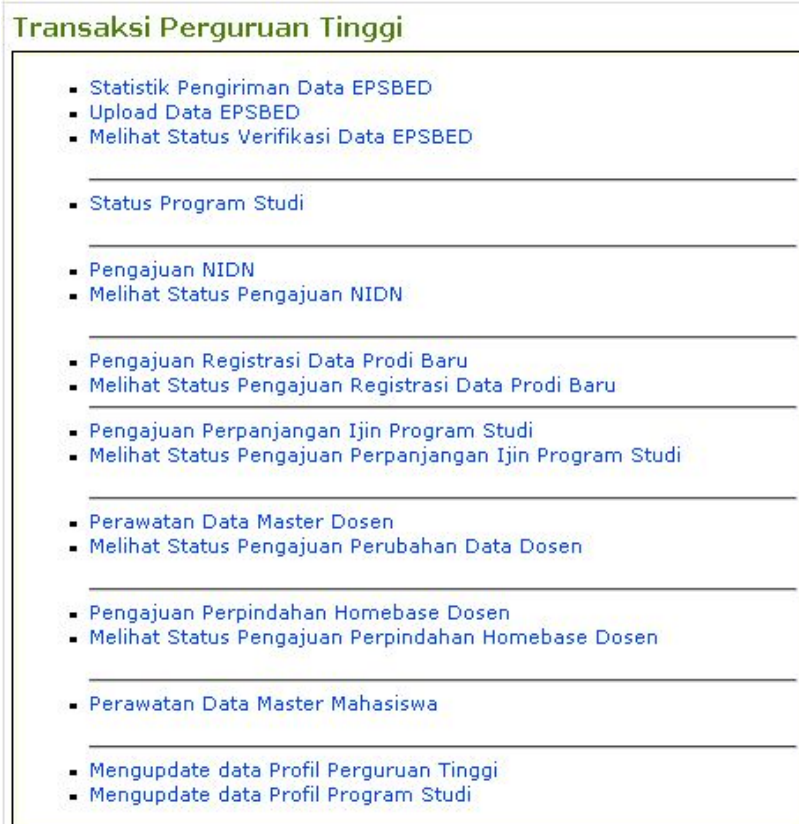 Transaksi Perguruan Tinggi
Statistik Pengiriman Data EPSBED
Upload Data EPSBED
Melihat Status Verifikasi Data EPSBED
Status Program Studi
Pengajuan NIDN
Melihat Status Pengajuan NIDN
Pengajuan Registrasi Data Prodi Baru
Melihat Status Pengajuan Registrasi Data Prodi Baru
Pengajuan Perpanjangan Ijin Program Studi
Melihat Status Pengajuan Perpanjangan Ijin Program Studi
Perawatan Data Master Dosen
Melihat Status Pengajuan Perubahan Data Dosen
Pengajuan Perpindahan Homebase Dosen
Melihat Status Pengajuan Perpindahan Homebase Dosen
Perawatan Data Master Mahasiswa
Mengupdate data Profil Perguruan Tinggi
Mengupdate data Profil Program Studi